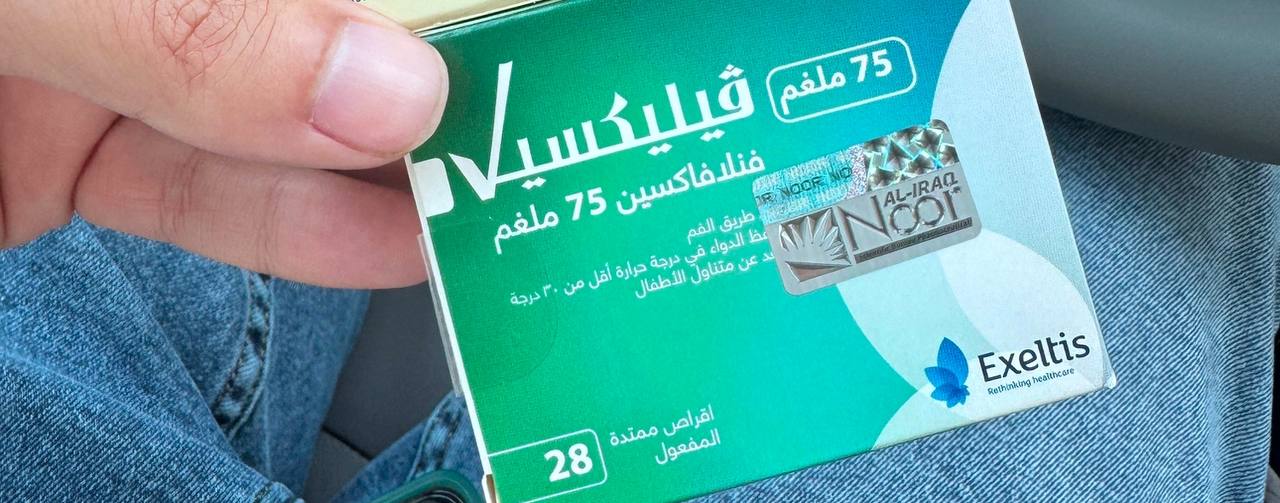 ڤيليكسيا
75 ملغم
فنلافاكسين 75 ملغم
طريق الفم
الدواء في درجة حرارة أقل من ٣٠ درجة
عن متناول الأطفال
NOOR NO
AL-IRAQ
Noor
Exeltis
Rethinking healthcare
اقراص ممتدة
المفعول
28